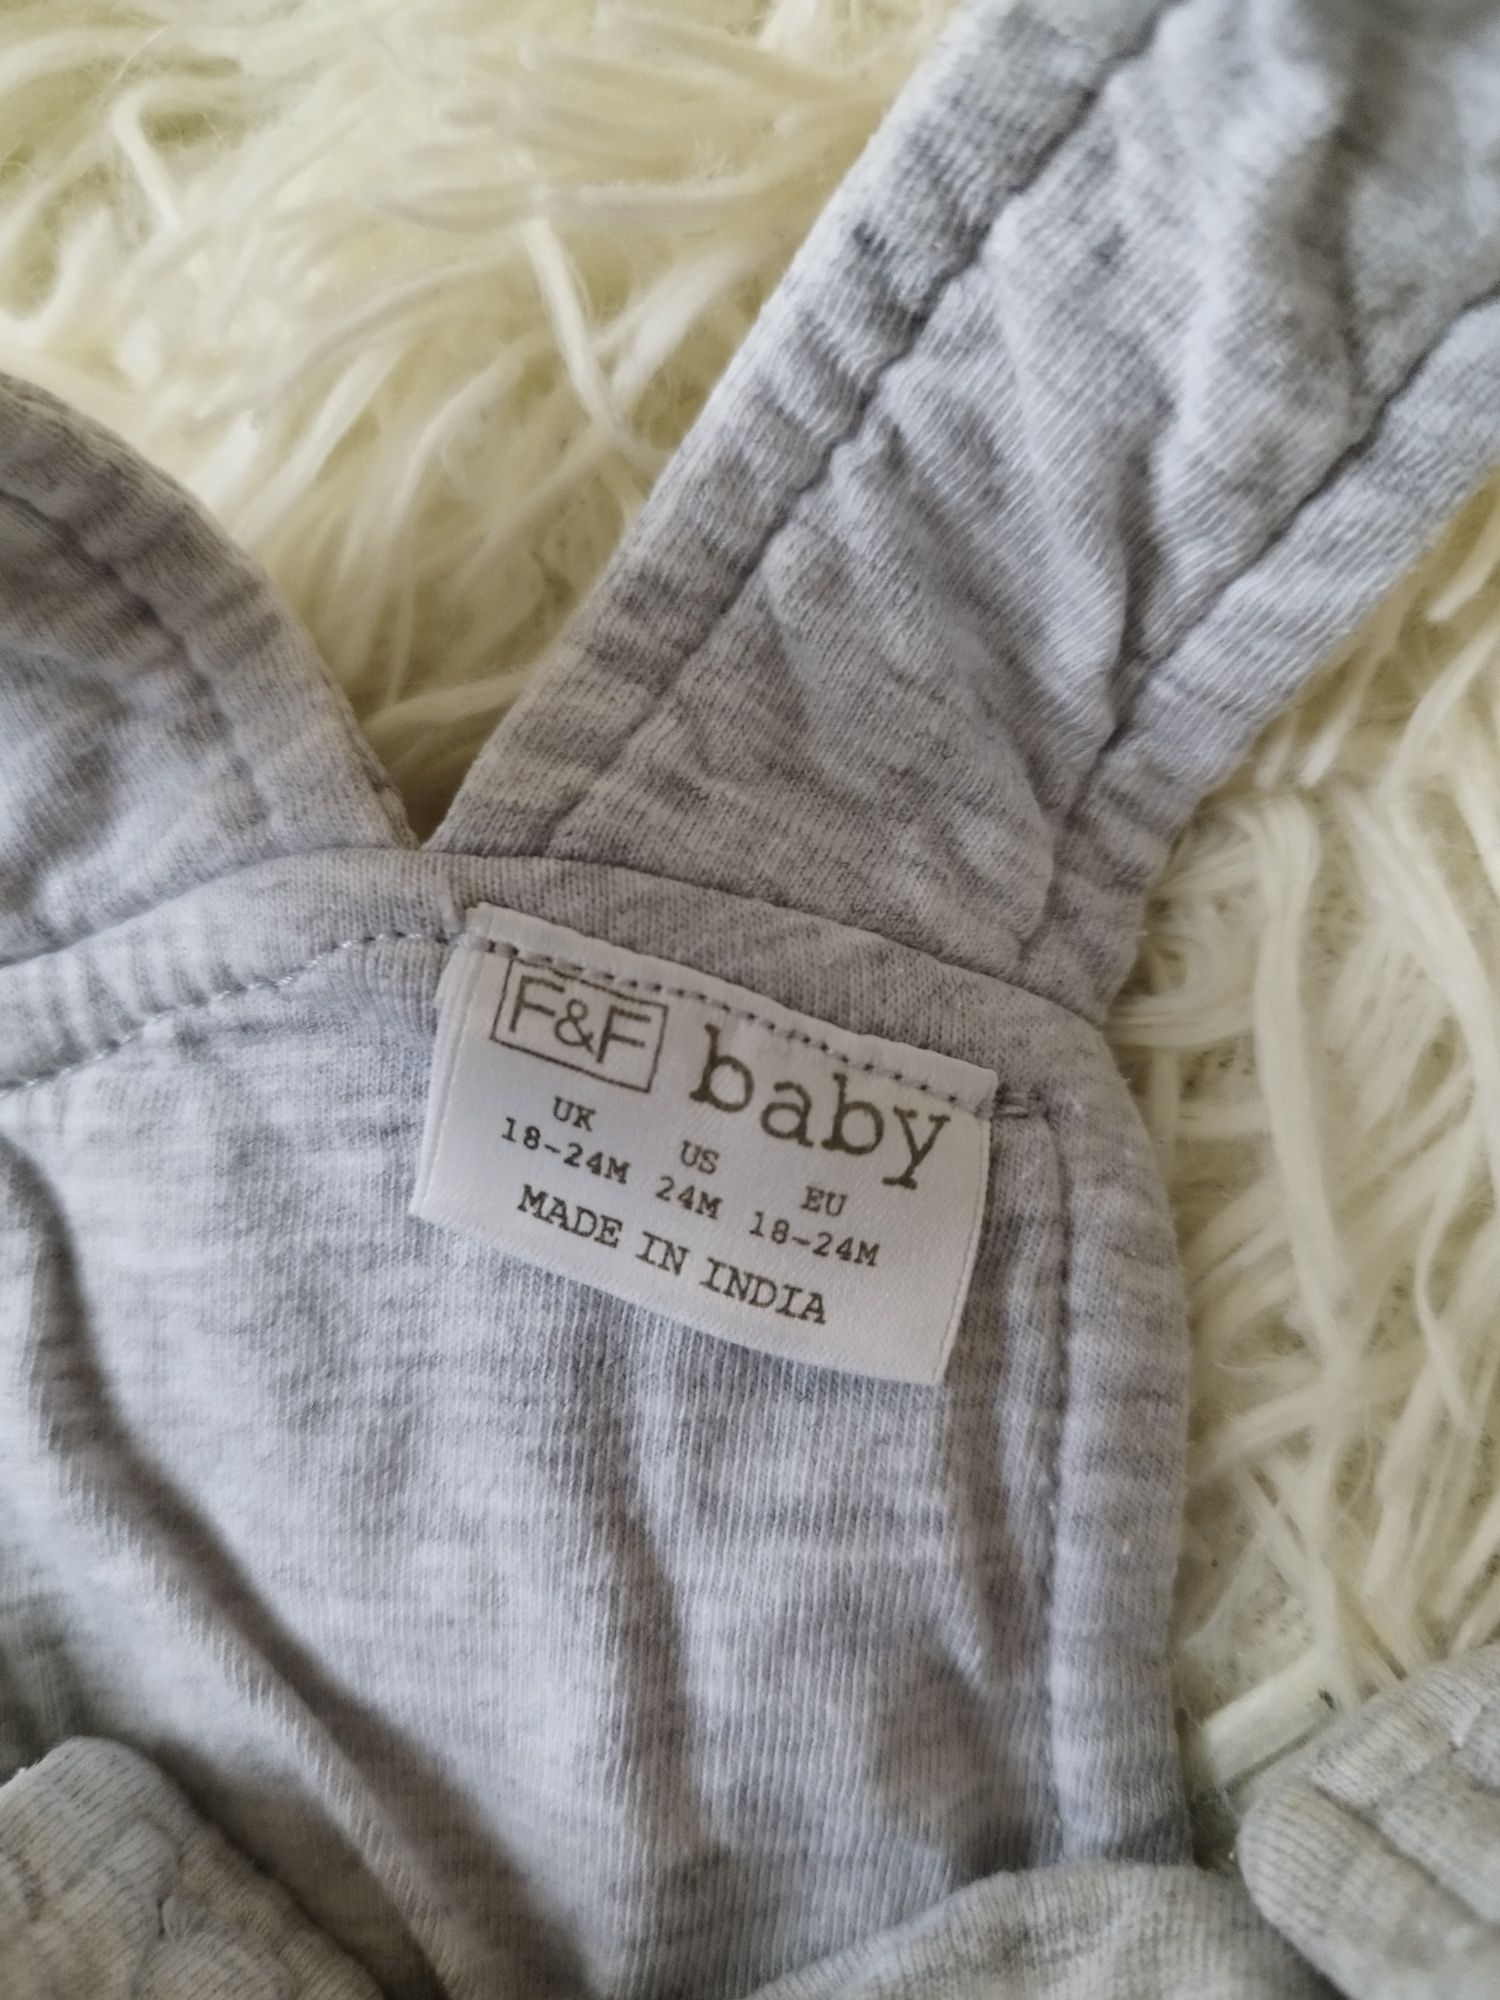 F&F baby
UK US EU
18-24M 24M 18-24M
MADE IN INDIA